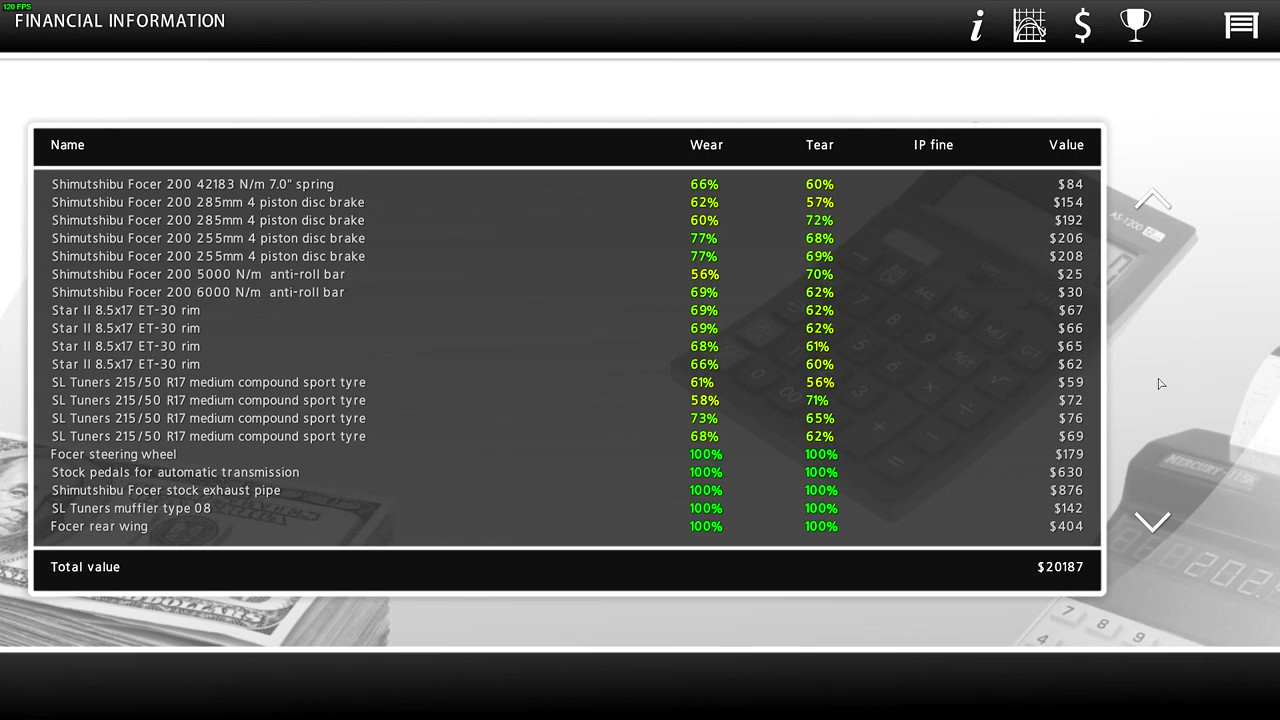 120 FPS
FINANCIAL INFORMATION
Name Wear Tear IP fine Value
Shimutshibu Focer 200 42183 N/m 7.0" spring 66% 60% $84
Shimutshibu Focer 200 285mm 4 piston disc brake 62% 57% $154
Shimutshibu Focer 200 285mm 4 piston disc brake 60% 72% $192
Shimutshibu Focer 200 255mm 4 piston disc brake 77% 68% $206
Shimutshibu Focer 200 255mm 4 piston disc brake 77% 69% $208
Shimutshibu Focer 200 5000 N/m anti-roll bar 56% 70% $25
Shimutshibu Focer 200 6000 N/m anti-roll bar 69% 62% $30
Star II 8.5x17 ET-30 rim 69% 62% $67
Star II 8.5x17 ET-30 rim 69% 62% $66
Star II 8.5x17 ET-30 rim 68% 61% $65
Star II 8.5x17 ET-30 rim 66% 60% $62
SL Tuners 215/50 R17 medium compound sport tyre 61% 56% $59
SL Tuners 215/50 R17 medium compound sport tyre 58% 71% $72
SL Tuners 215/50 R17 medium compound sport tyre 73% 65% $76
SL Tuners 215/50 R17 medium compound sport tyre 68% 62% $69
Focer steering wheel 100% 100% $179
Stock pedals for automatic transmission 100% 100% $630
Shimutshibu Focer stock exhaust pipe 100% 100% $876
SL Tuners muffler type 08 100% 100% $142
Focer rear wing 100% 100% $404
Total value $20187
AS-1200
7 8 9
4